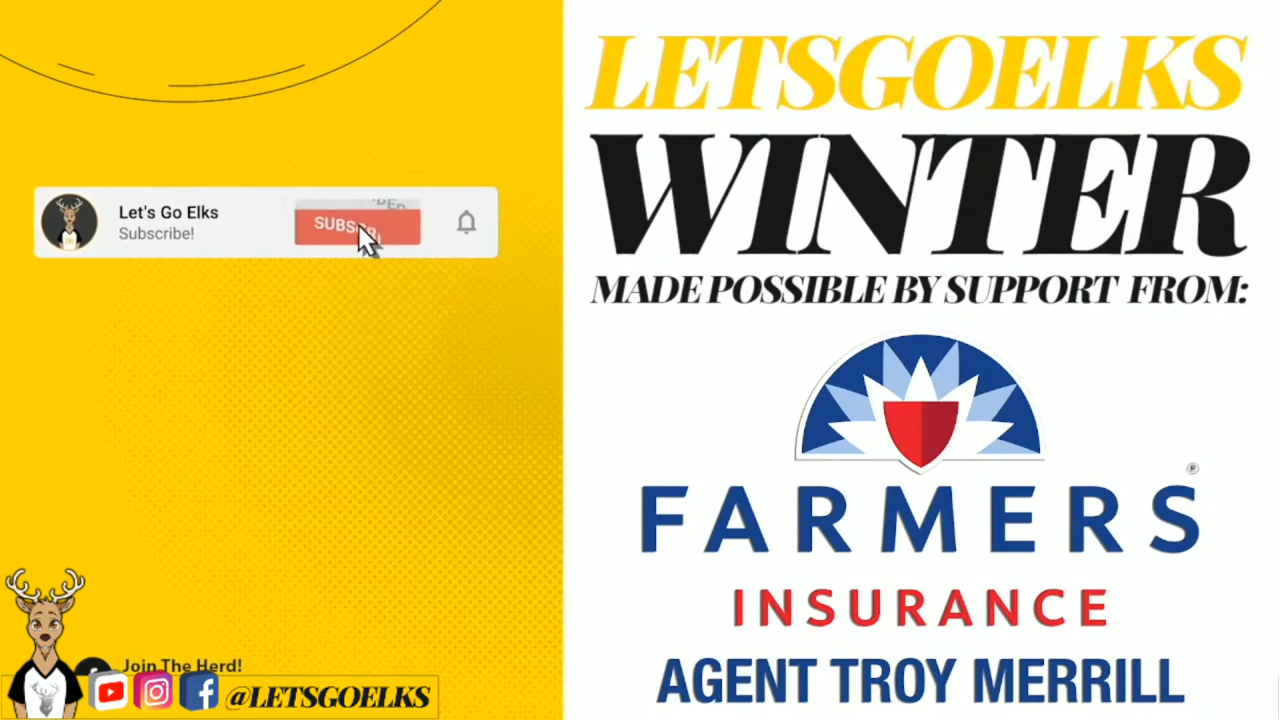 LETSGOELKS
WINTER
MADE POSSIBLE BY SUPPORT FROM:
Let's Go Elks
Subscribe!
FARMERS
®
INSURANCE
AGENT TROY MERRILL
Join The Herd!
@LETSGOELKS